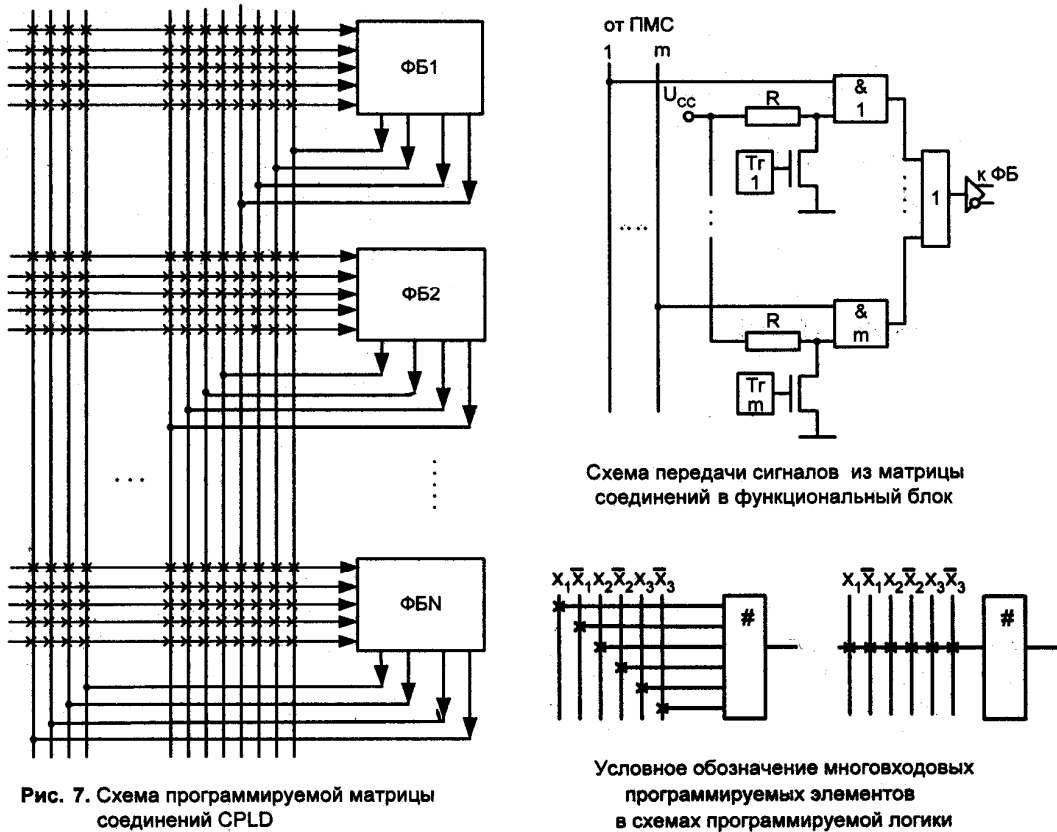 ФБ1
ФБ2
. . .
ФБN
Рис. 7. Схема программируемой матрицы
соединений CPLD
от ПМС
1 m
U_CC
R
&
1
Tr
1
1
к ФБ
R
&
m
Tr
m
Схема передачи сигналов из матрицы
соединений в функциональный блок
x₁x̅₁x₂x̅₂x₃x̅₃
#
x₁x̅₁x₂x̅₂x₃x̅₃
#
Условное обозначение многовходовых
программируемых элементов
в схемах программируемой логики